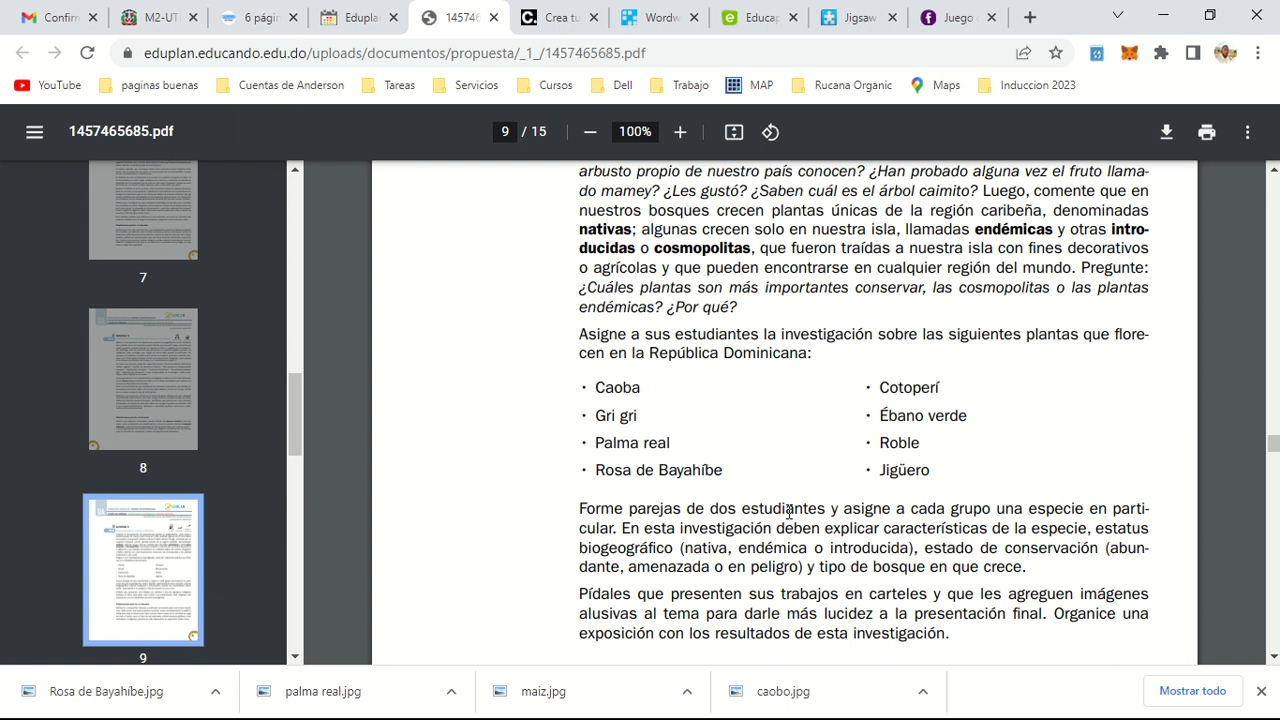 Confirm
M2-UT
6 págin
Eduplan
145746
Crea tu
Wordw
Educap
Jigsaw
Juego
eduplan.educando.edu.do/uploads/documentos/propuesta/_1_/1457465685.pdf
YouTube
paginas buenas
Cuentas de Anderson
Tareas
Servicios
Cursos
Dell
Trabajo
MAP
Rucana Organic
Maps
Induccion 2023
1457465685.pdf
9 / 15
100%
arbusto propio de nuestro país conocen? ¿Han probado alguna vez el fruto llama-
do mamey? ¿Les gustó? ¿Saben cuál es el árbol caimito? Luego, comente que en
nuestros bosques crecen plantas únicas de la región caribeña, denominadas
nativas; algunas crecen solo en nuestra isla, llamadas endémicas y otras intro-
ducidas o cosmopolitas, que fueron traídas a nuestra isla con fines decorativos
o agrícolas y que pueden encontrarse en cualquier región del mundo. Pregunte:
¿Cuáles plantas son más importantes conservar, las cosmopolitas o las plantas
endémicas? ¿Por qué?
Asigne a sus estudiantes la investigación sobre las siguientes plantas que flore-
cen en la República Dominicana:
· Caoba
· Gri gri
· Palma real
· Rosa de Bayahíbe
· Cotoperí
· Ébano verde
· Roble
· Jigüero
Forme parejas de dos estudiantes y asigne a cada grupo una especie en parti-
cular. En esta investigación deben explicar características de la especie, estatus
biogeográfico (nativa, endémica o introducida), estado de conservación (abun-
dante, amenazada o en peligro) y tipo de bosque en que crece.
Pídales que presenten sus trabajos en carteles y que les agreguen imágenes
alusivas al tema para darle más lucidez a la presentación final. Organice una
exposición con los resultados de esta investigación.
7
8
9
Rosa de Bayahíbe.jpg
palma real.jpg
maiz.jpg
caobo.jpg
Mostrar todo